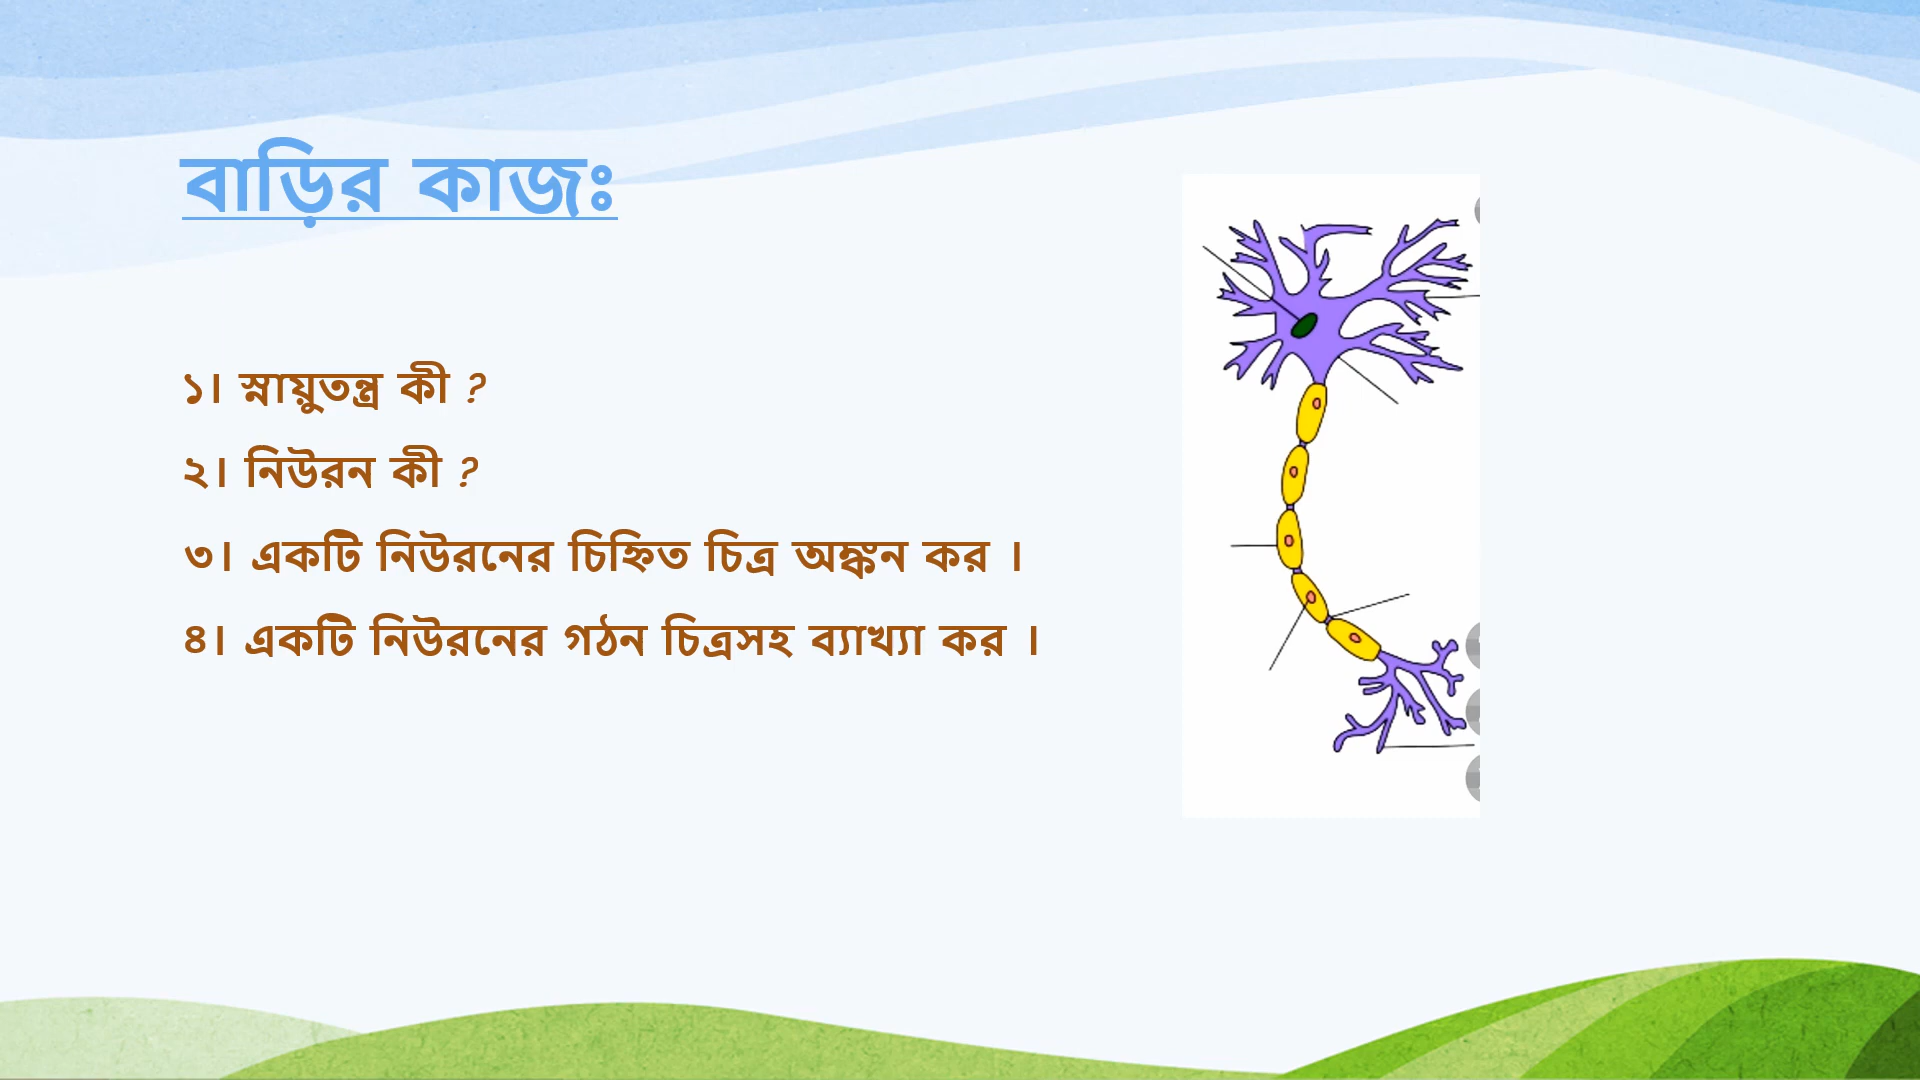 বাড়ির কাজঃ
১। স্নায়ুতন্ত্র কী ?
২। নিউরন কী ?
৩। একটি নিউরনের চিহ্নিত চিত্র অঙ্কন কর ।
৪। একটি নিউরনের গঠন চিত্রসহ ব্যাখ্যা কর ।